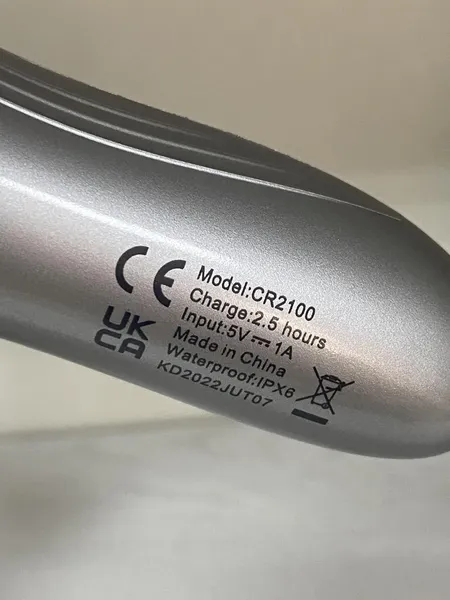 CE
Model:CR2100
Charge:2.5 hours
Input:5V⎓1A
UK
CA
Made in China
Waterproof:IPX6
KD2022JUT07